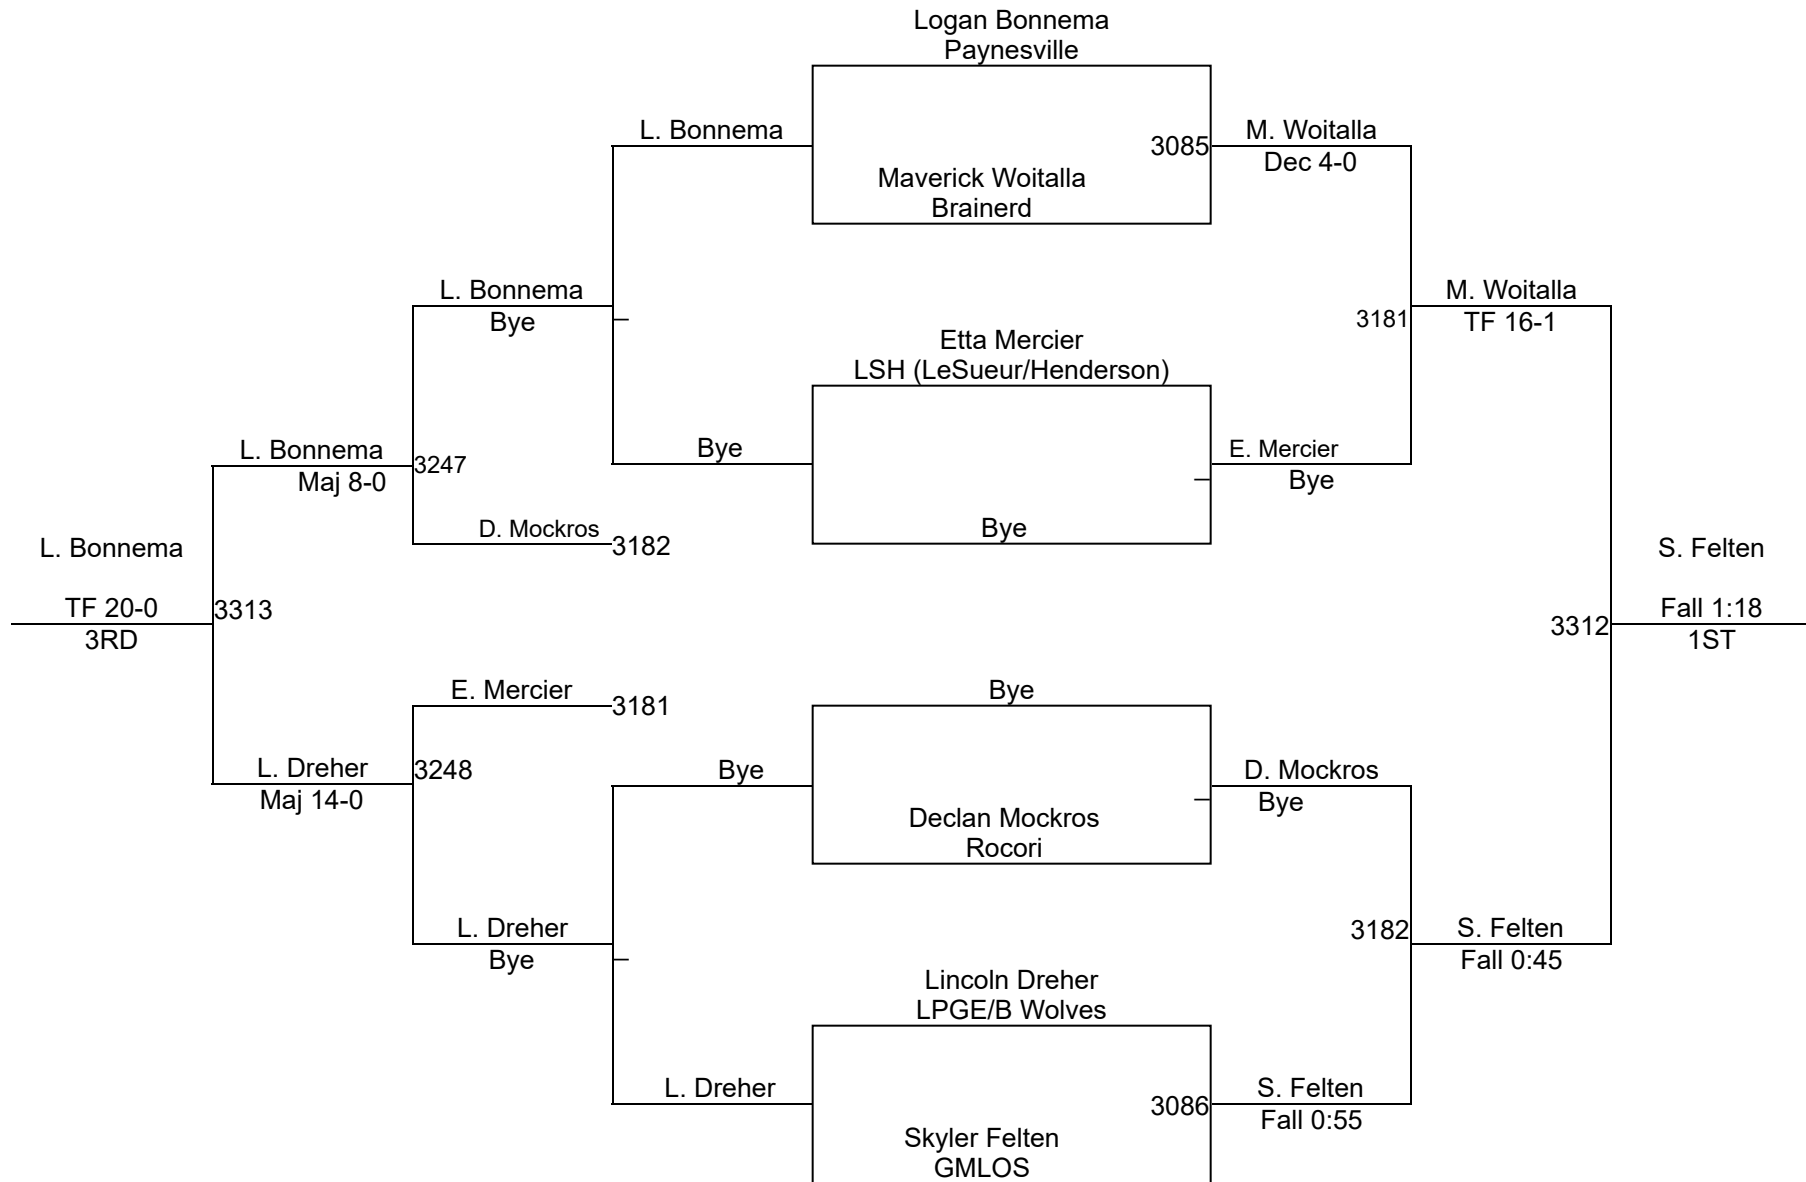 Logan Bonnema
Paynesville
L. Bonnema
3085
M. Woitalla
Dec 4-0
Maverick Woitalla
Brainerd
L. Bonnema
Bye
3181
M. Woitalla
TF 16-1
Etta Mercier
LSH (LeSueur/Henderson)
L. Bonnema
Maj 8-0
3247
Bye
E. Mercier
Bye
D. Mockros
3182
Bye
L. Bonnema
TF 20-0
3RD
3313
S. Felten
Fall 1:18
1ST
3312
E. Mercier
3181
Bye
L. Dreher
Maj 14-0
3248
Bye
D. Mockros
Bye
Declan Mockros
Rocori
L. Dreher
Bye
3182
S. Felten
Fall 0:45
Lincoln Dreher
LPGE/B Wolves
L. Dreher
3086
S. Felten
Fall 0:55
Skyler Felten
GMLOS